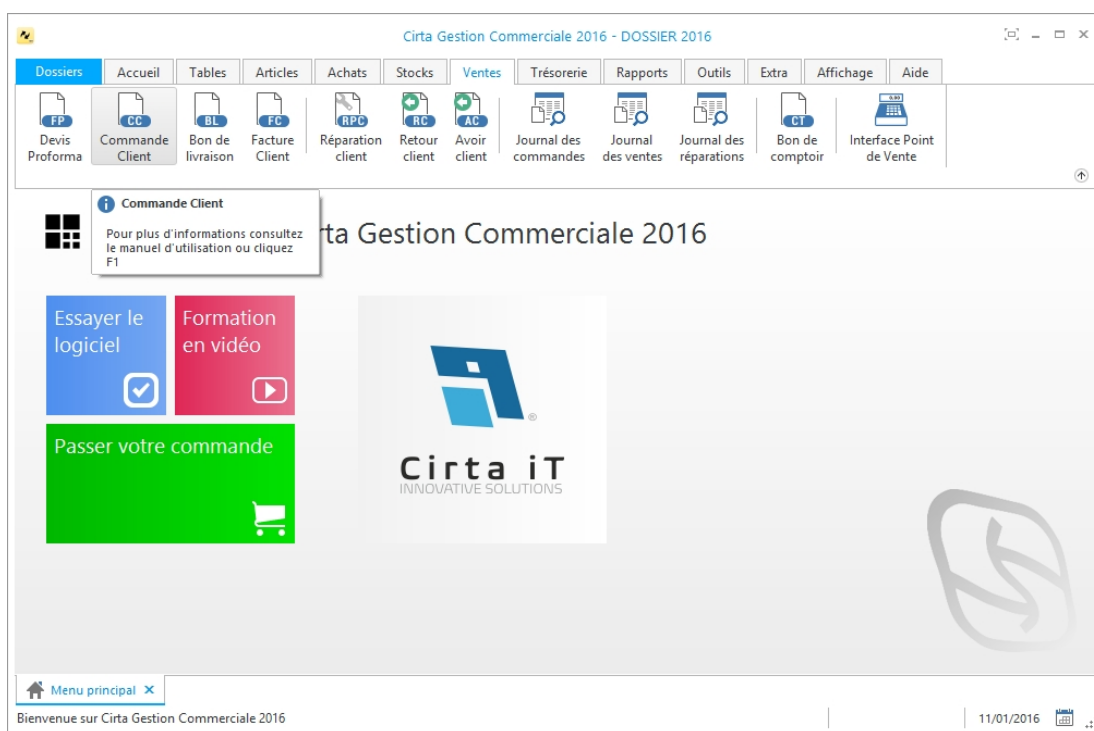 Cirta Gestion Commerciale 2016 - DOSSIER 2016
Dossiers Accueil Tables Articles Achats Stocks Ventes Trésorerie Rapports Outils Extra Affichage Aide
FP CC BL FC RPC RC AC CT 0.00
Devis Commande Bon de Facture Réparation Retour Avoir Journal des Journal Journal des Bon de Interface Point
Proforma Client livraison Client client client client commandes des ventes réparations comptoir de Vente
Commande Client
Pour plus d'informations consultez
le manuel d'utilisation ou cliquez
F1
rta Gestion Commerciale 2016
Essayer le
logiciel
Formation
en vidéo
Passer votre commande
Cirta iT
INNOVATIVE SOLUTIONS
®
Menu principal
Bienvenue sur Cirta Gestion Commerciale 2016
11/01/2016